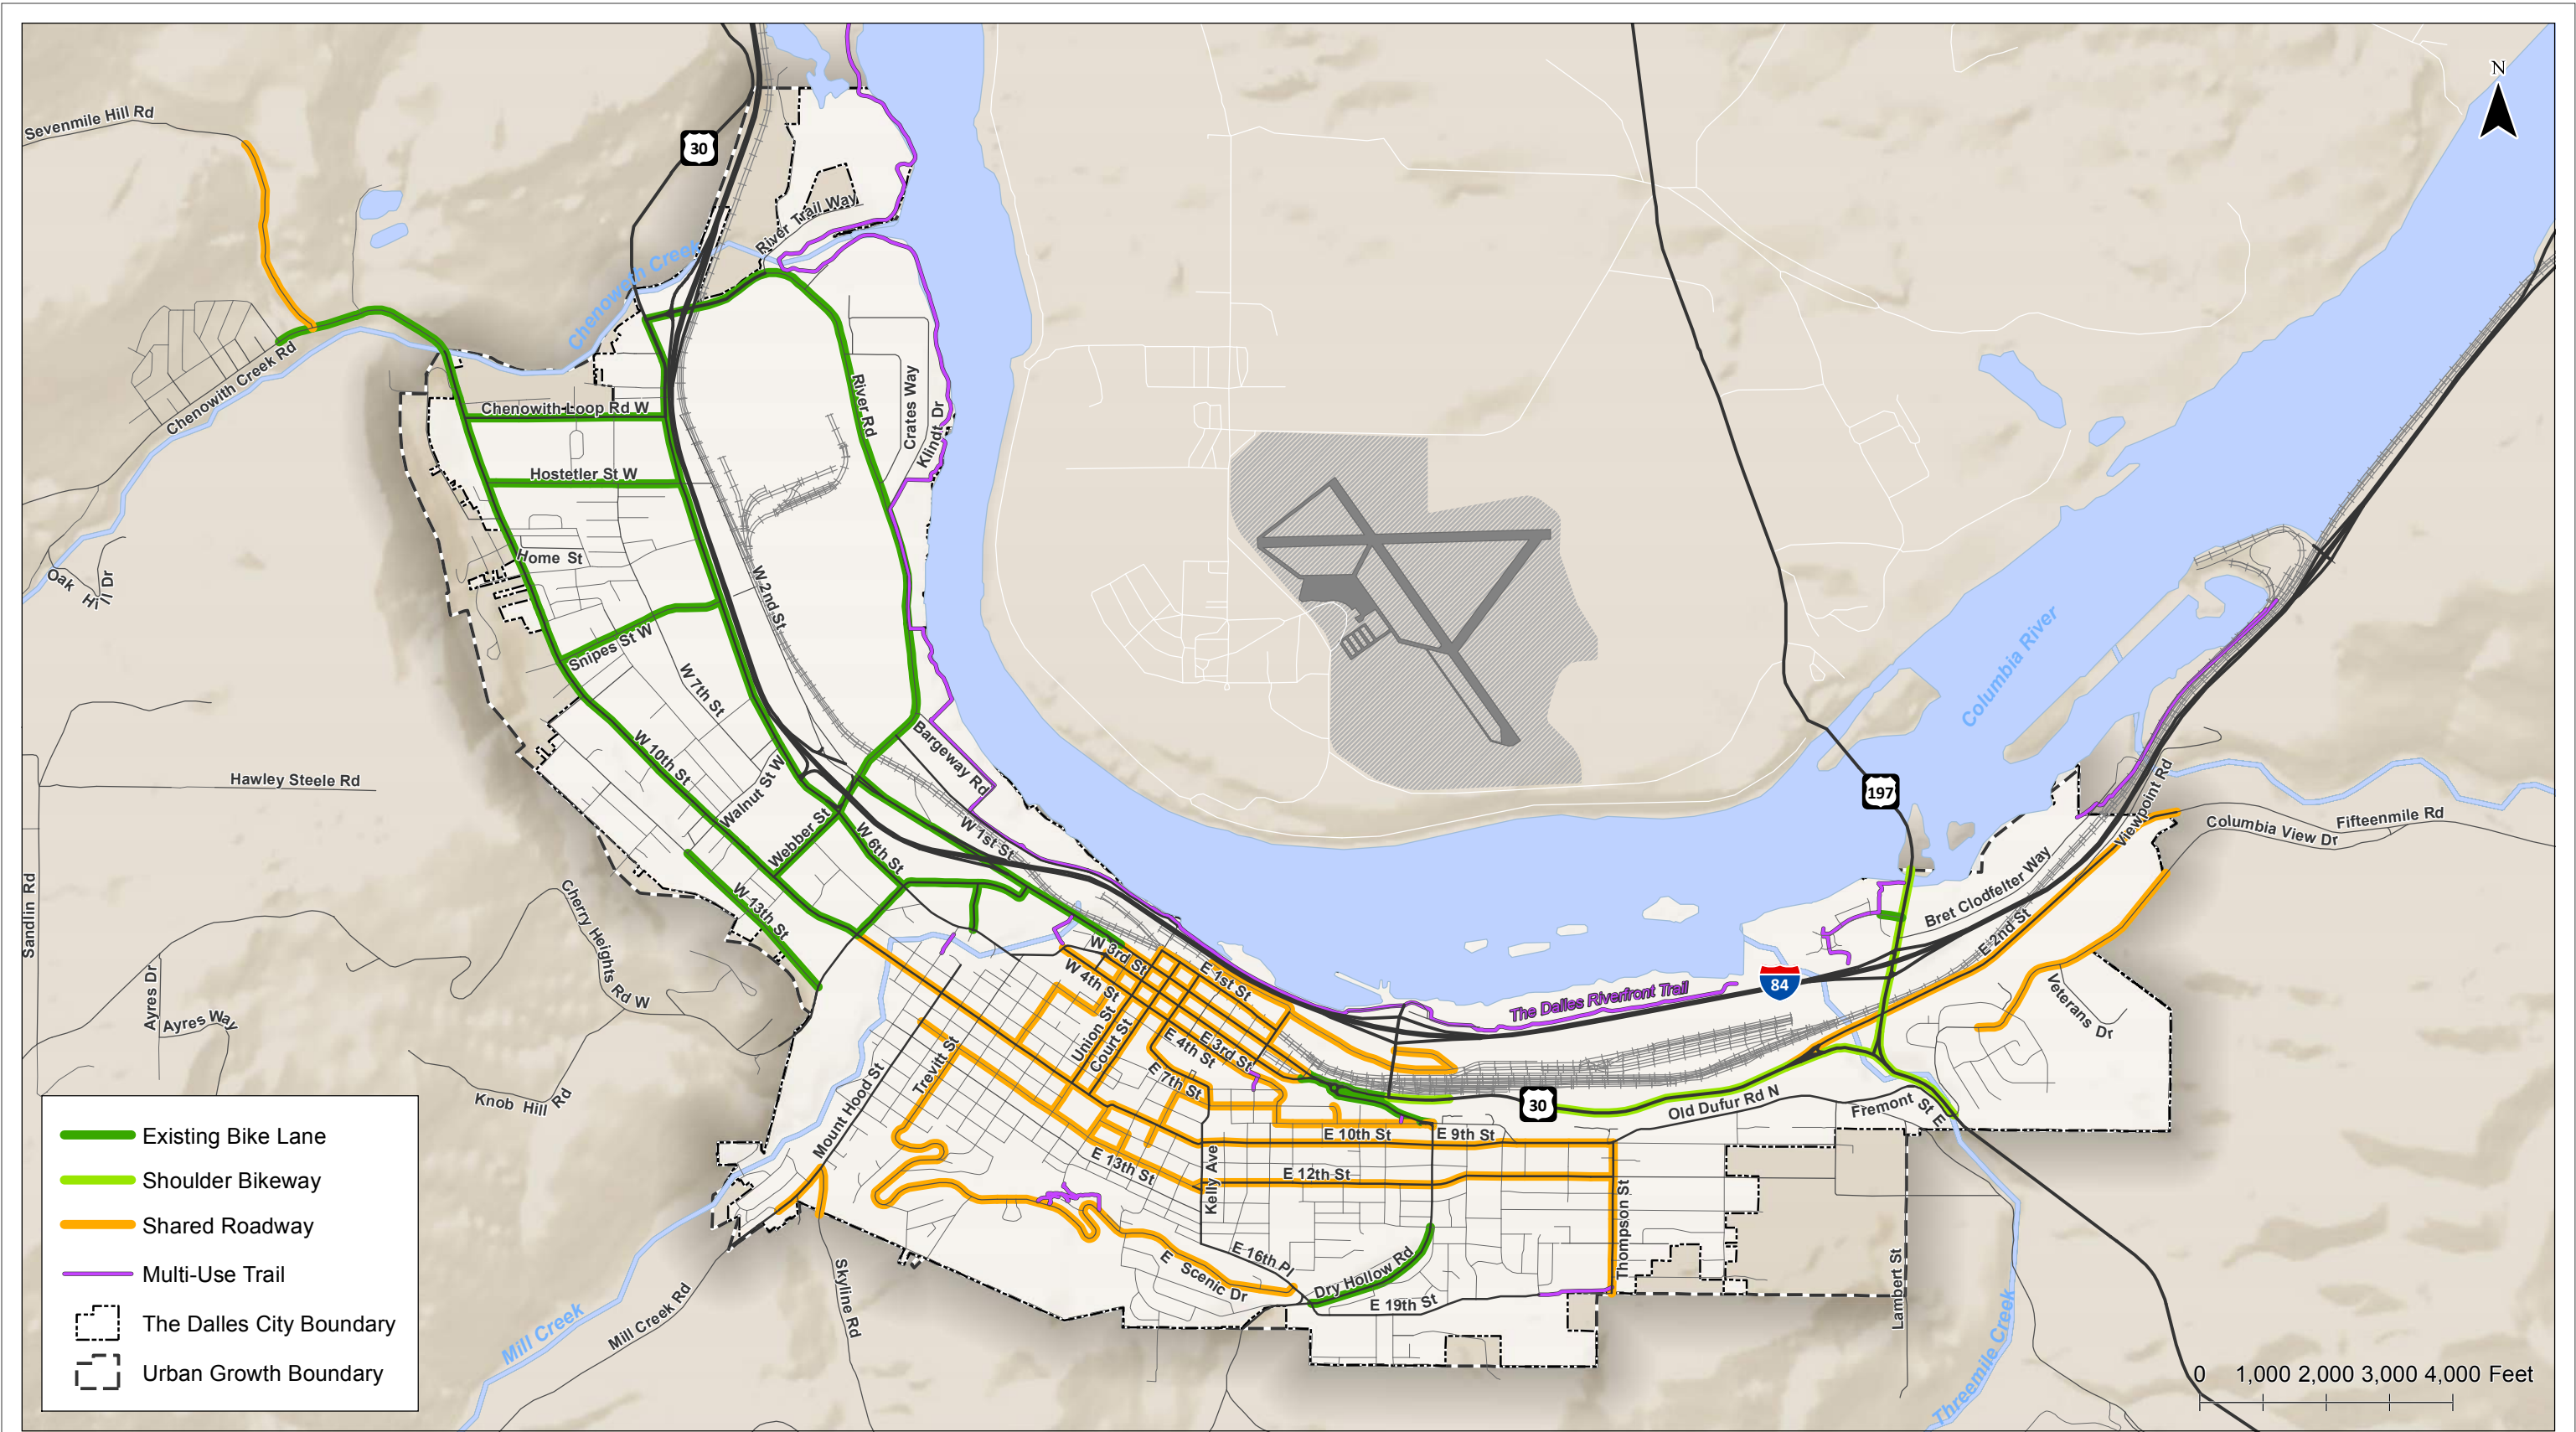 N
Sevenmile Hill Rd
30
River Trail Way
Chenoweth Creek
Chenowith Creek Rd
Chenowith Loop Rd W
River Rd
Crates Way
Klindt Dr
Hostetler St W
Home St
Oak Hill Dr
W 2nd St
Snipes St W
W 7th St
Columbia River
Bargeway Rd
W 10th St
Walnut St W
Hawley Steele Rd
197
Viewpoint Rd
Columbia View Dr
Fifteenmile Rd
Webber St
W 6th St
W 1st St
Bret Clodfelter Way
Sandlin Rd
Cherry Heights Rd W
W 13th St
E 2nd St
W 3rd St
W 4th St
E 1st St
84
The Dalles Riverfront Trail
Ayres Dr
Ayres Way
Veterans Dr
Union St
Court St
E 3rd St
E 4th St
E 7th St
Trevitt St
Mount Hood St
Knob Hill Rd
30
Old Dufur Rd N
Fremont St E
E 10th St
E 9th St
E 13th St
Kelly Ave
E 12th St
Thompson St
E 16th Pl
E Scenic Dr
Dry Hollow Rd
E 19th St
Lambert St
Skyline Rd
Mill Creek Rd
Mill Creek
Threemile Creek
Existing Bike Lane
Shoulder Bikeway
Shared Roadway
Multi-Use Trail
The Dalles City Boundary
Urban Growth Boundary
0 1,000 2,000 3,000 4,000 Feet